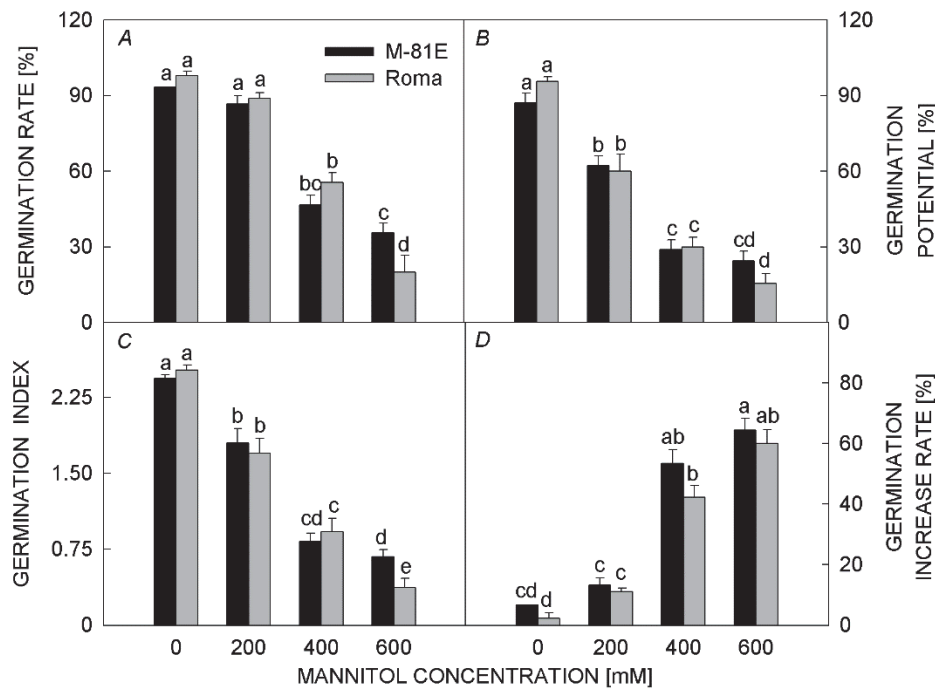 120 A B 120
M-81E
Roma
a a a a
90 90
a a a a
60 b b b 60
bc
30 c c c c cd d 30
d
0 0
GERMINATION RATE [%]
GERMINATION
POTENTIAL [%]
C D
a a
2.25 80
b b a ab
ab 60
1.50 b
40
cd c
0.75 d
e 20
cd d c c
0 0
GERMINATION INDEX
GERMINATION
INCREASE RATE [%]
0 200 400 600 0 200 400 600
MANNITOL CONCENTRATION [mM]